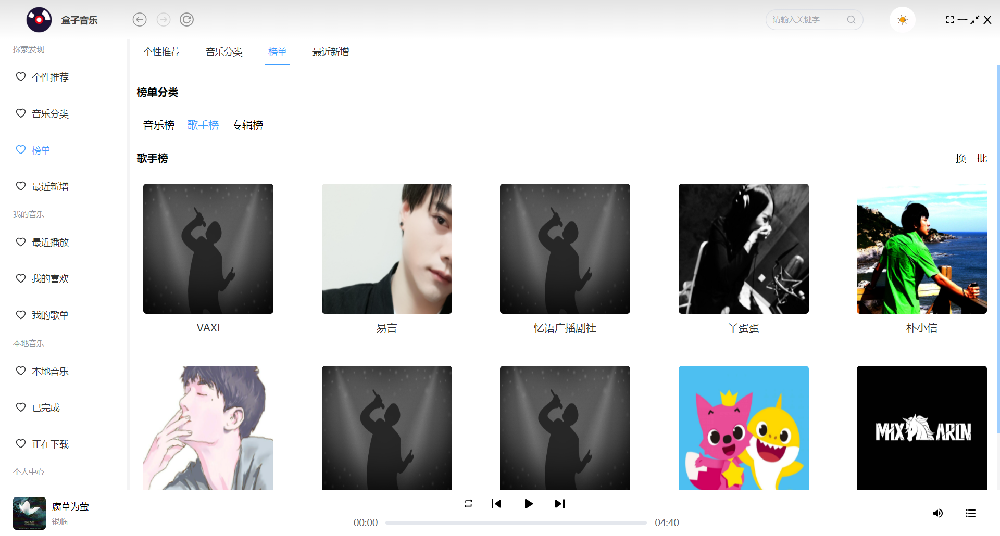 盒子音乐
请输入关键字
探索发现
个性推荐
音乐分类
榜单
最近新增
我的音乐
最近播放
我的喜欢
我的歌单
本地音乐
本地音乐
已完成
正在下载
个人中心
个性推荐 音乐分类 榜单 最近新增
榜单分类
音乐榜 歌手榜 专辑榜
歌手榜 换一批
VAXI 易言 忆语广播剧社 丫蛋蛋 朴小信
MIX ARON
腐草为萤
银临
00:00 04:40